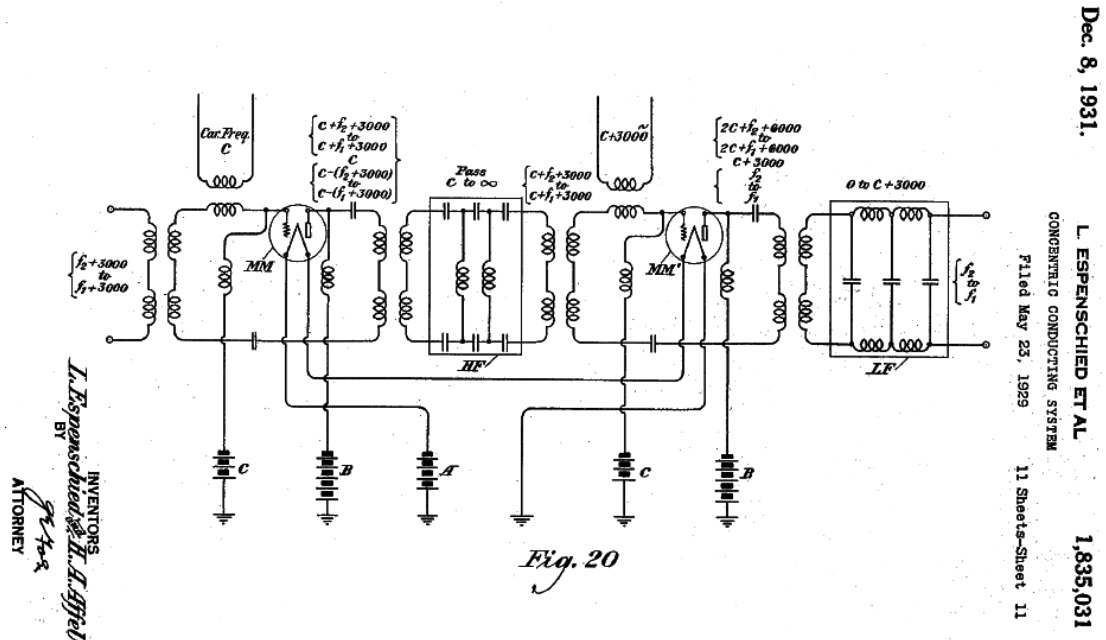 Dec. 8, 1931.
L. ESPENSCHIED ET AL
1,835,031
CONCENTRIC CONDUCTING SYSTEM
Filed May 23, 1929
11 Sheets-Sheet 11
Car. Freq.
C
C+f₂+3000
to
C+f₁+3000
C
C-(f₂+3000)
to
C-(f₁+3000)
Pass
C to ∞
C+f₂+3000
to
C+f₁+3000
C+3000~
2C+f₂+6000
to
2C+f₁+6000
C+3000
f₂
to
f₁
0 to C+3000
f₂+3000
to
f₁+3000
MM
HF
MM'
LF
f₂
to
f₁
C
B
A
C
B
Fig. 20
INVENTORS
L. Espenschied and H. A. Affel
BY
ATTORNEY